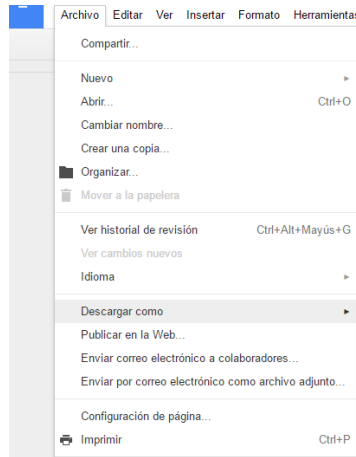 Archivo Editar Ver Insertar Formato Herramientas
Compartir...
Nuevo
Abrir... Ctrl+O
Cambiar nombre...
Crear una copia...
Organizar...
Mover a la papelera
Ver historial de revisión Ctrl+Alt+Mayús+G
Ver cambios nuevos
Idioma
Descargar como
Publicar en la Web...
Enviar correo electrónico a colaboradores...
Enviar por correo electrónico como archivo adjunto...
Configuración de página...
Imprimir Ctrl+P